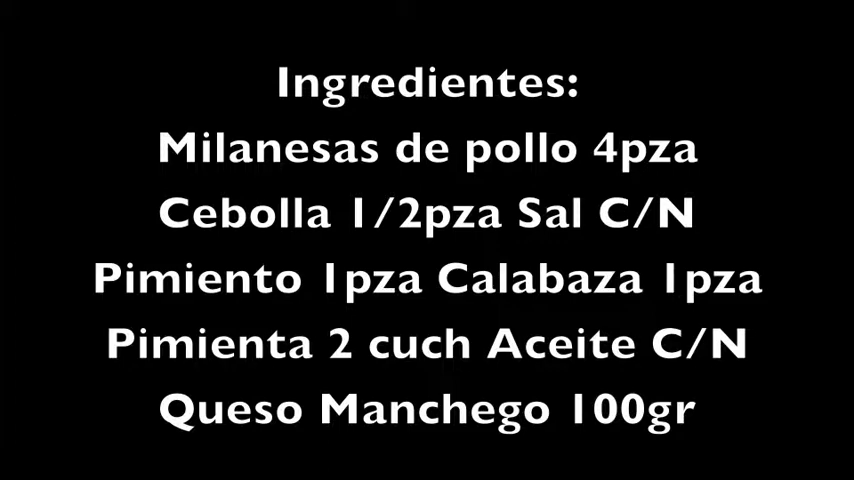 Ingredientes:
Milanesas de pollo 4pza
Cebolla 1/2pza Sal C/N
Pimiento 1pza Calabaza 1pza
Pimienta 2 cuch Aceite C/N
Queso Manchego 100gr